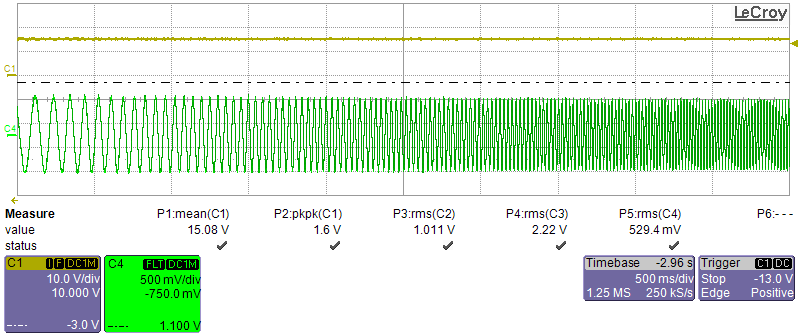 LeCroy
C1
C4
Measure P1:mean(C1) P2:pkpk(C1) P3:rms(C2) P4:rms(C3) P5:rms(C4) P6:- - -
value 15.08 V 1.6 V 1.011 V 2.22 V 529.4 mV
status
C1 I F DC1M
10.0 V/div
10.000 V
-3.0 V
C4 FLT DC1M
500 mV/div
-750.0 mV
1.100 V
Timebase -2.96 s
500 ms/div
1.25 MS 250 kS/s
Trigger C1 DC
Stop -13.0 V
Edge Positive